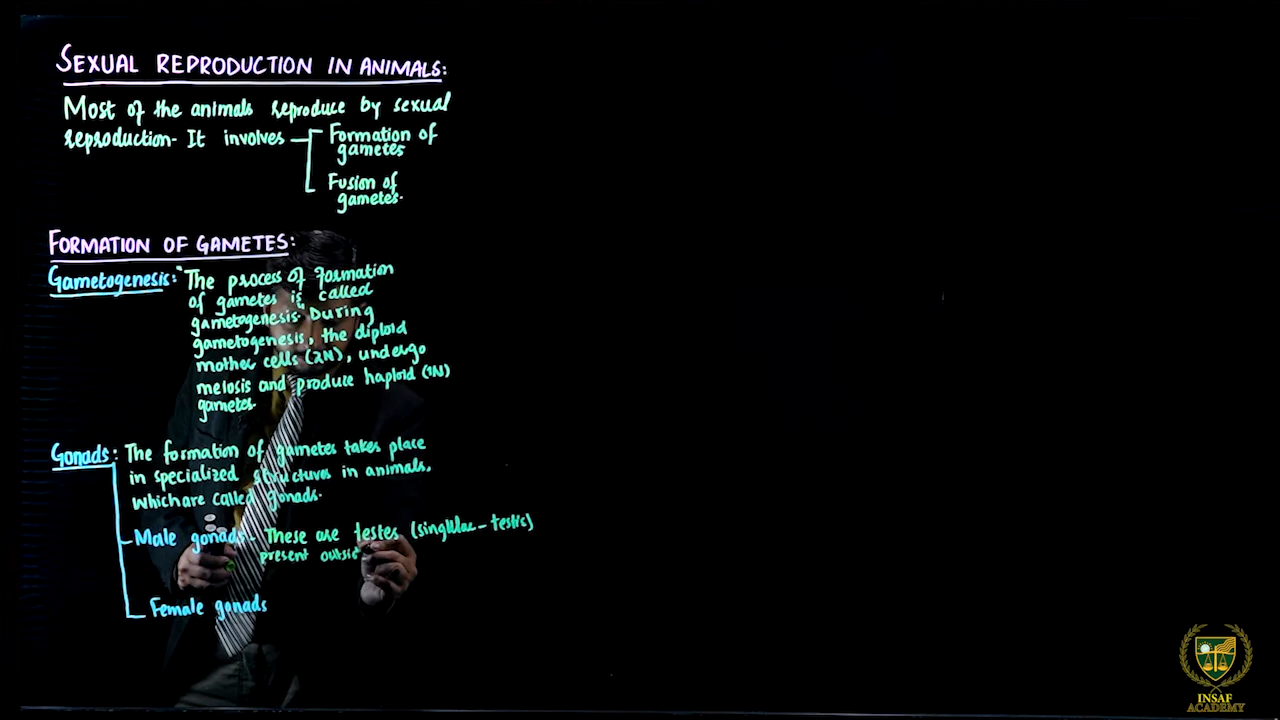 SEXUAL REPRODUCTION IN ANIMALS:
Most of the animals reproduce by sexual
reproduction. It involves
Formation of
gametes
Fusion of
gametes.
FORMATION OF GAMETES:
Gametogenesis: "The process of formation
of gametes is called
gametogenesis." During
gametogenesis, the diploid
mother cells (2N), undergo
meiosis and produce haploid (1N)
gametes.
Gonads: The formation of gametes takes place
in specialized structures in animals,
which are called gonads.
Male gonads - These are testes (singular - testis)
present outsid
Female gonads
INSAF
ACADEMY